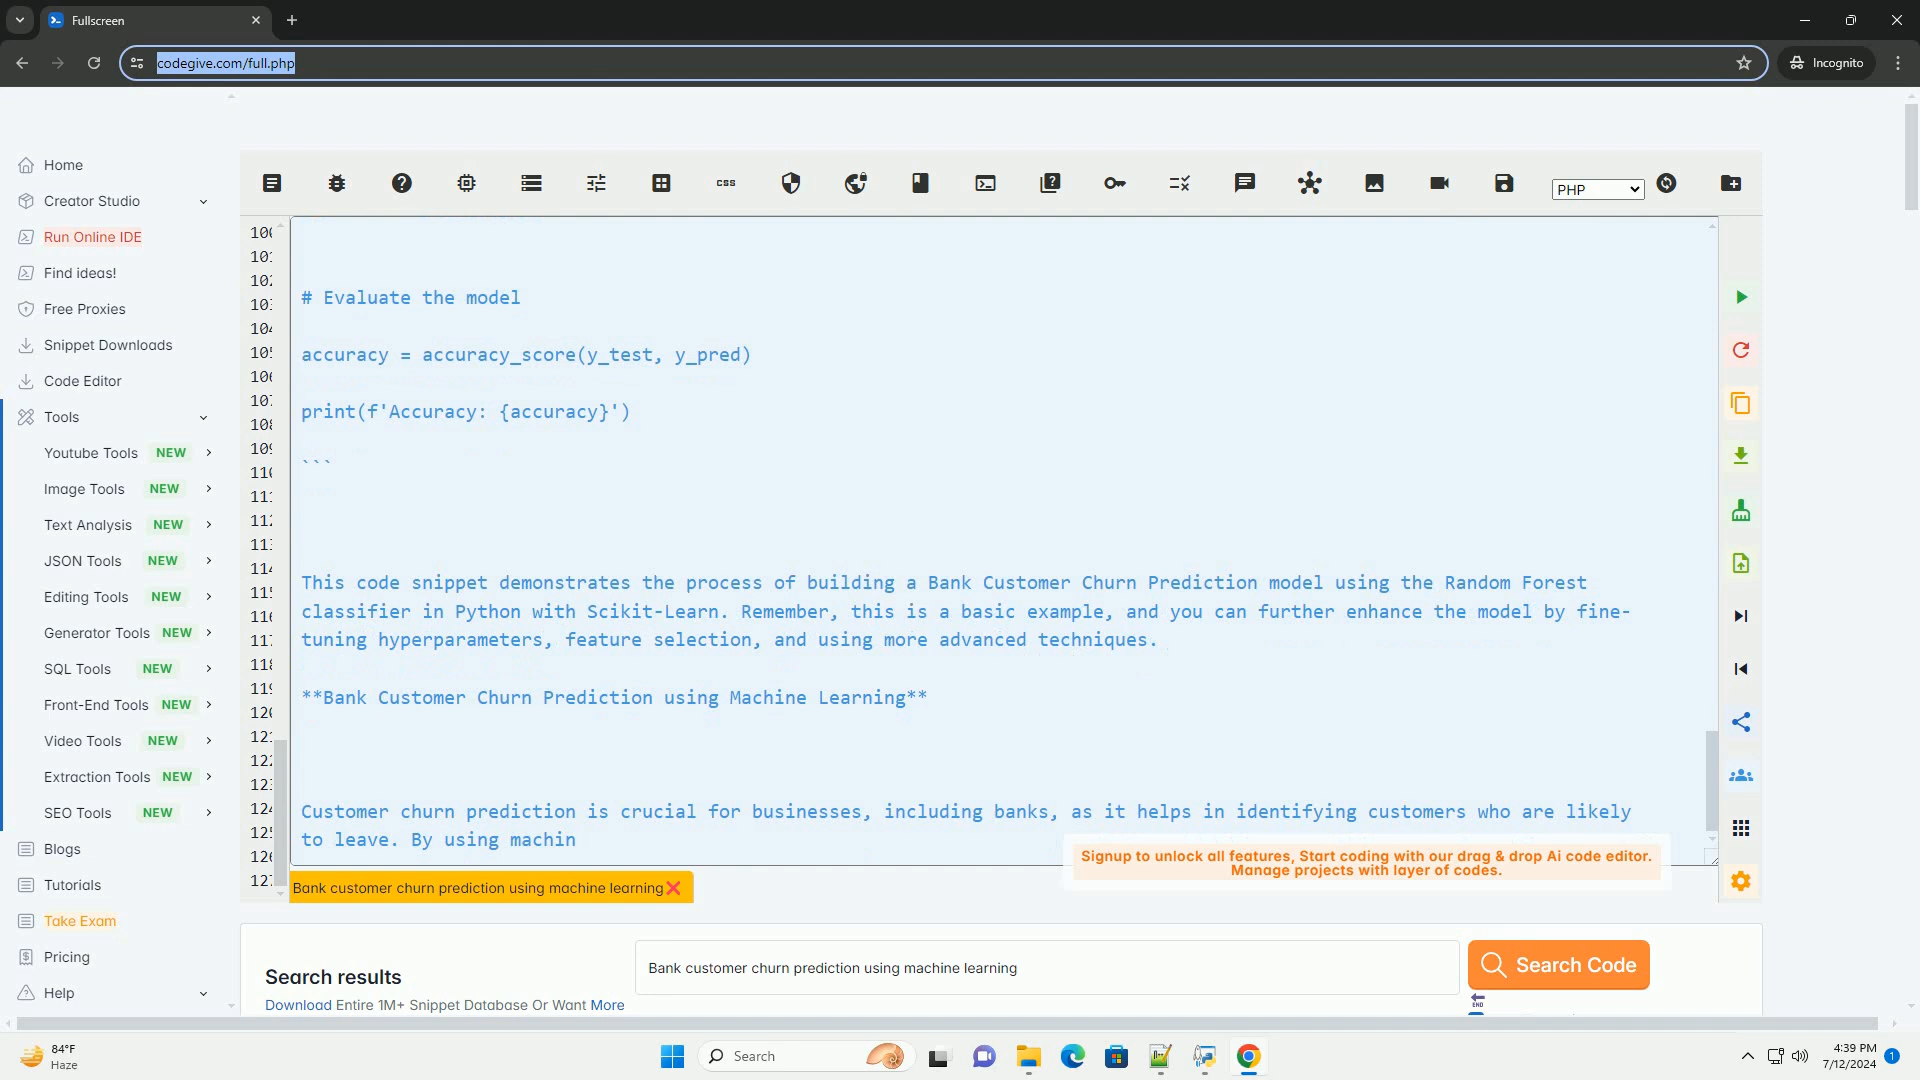 Fullscreen
codegive.com/full.php
Incognito
Home
Creator Studio
Run Online IDE
Find ideas!
Free Proxies
Snippet Downloads
Code Editor
Tools
Youtube Tools NEW
Image Tools NEW
Text Analysis NEW
JSON Tools NEW
Editing Tools NEW
Generator Tools NEW
SQL Tools NEW
Front-End Tools NEW
Video Tools NEW
Extraction Tools NEW
SEO Tools NEW
Blogs
Tutorials
Take Exam
Pricing
Help
css
PHP
# Evaluate the model
accuracy = accuracy_score(y_test, y_pred)
print(f'Accuracy: {accuracy}')
```
This code snippet demonstrates the process of building a Bank Customer Churn Prediction model using the Random Forest
classifier in Python with Scikit-Learn. Remember, this is a basic example, and you can further enhance the model by fine-
tuning hyperparameters, feature selection, and using more advanced techniques.
**Bank Customer Churn Prediction using Machine Learning**
Customer churn prediction is crucial for businesses, including banks, as it helps in identifying customers who are likely
to leave. By using machin
Signup to unlock all features, Start coding with our drag & drop Ai code editor.
Manage projects with layer of codes.
Bank customer churn prediction using machine learning
Search results
Download Entire 1M+ Snippet Database Or Want More
Bank customer churn prediction using machine learning
Search Code
END
84°F
Haze
Search
4:39 PM
7/12/2024
1